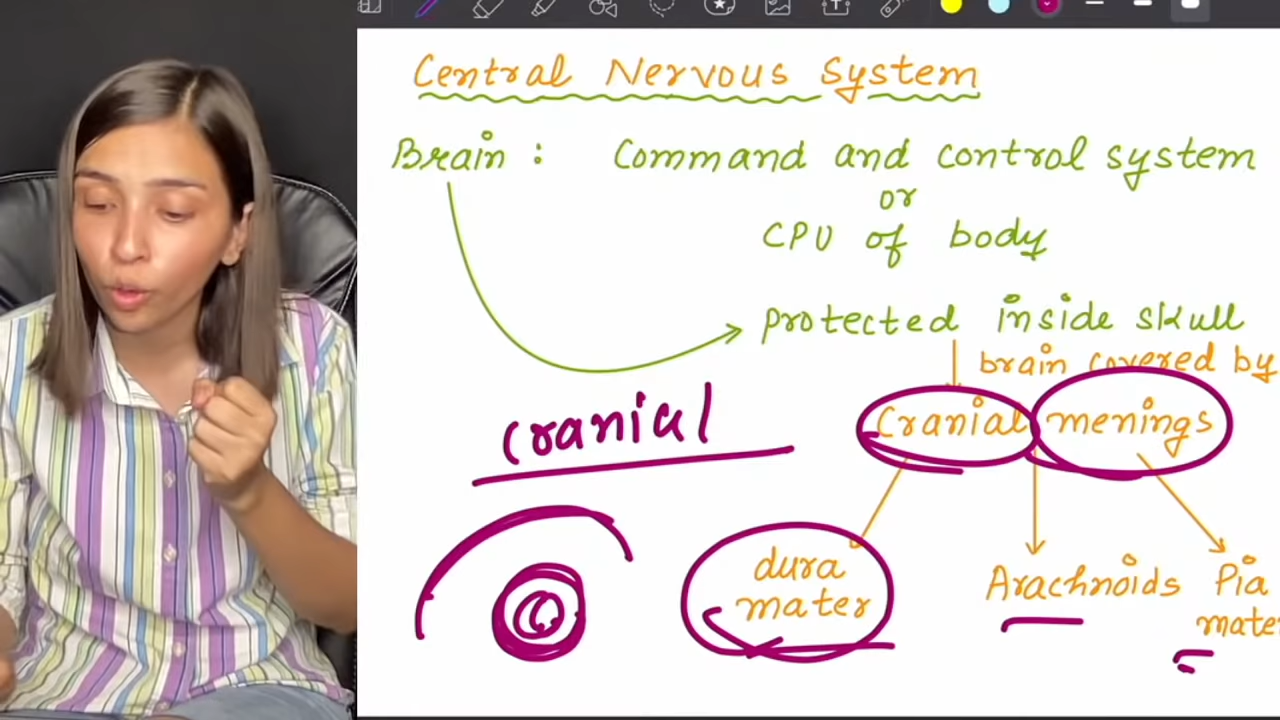 Central Nervous System
Brain : Command and control system
or
CPU of body
protected inside skull
brain covered by
cranial
Cranial menings
dura
mater
Arachnoids
Pia
mate